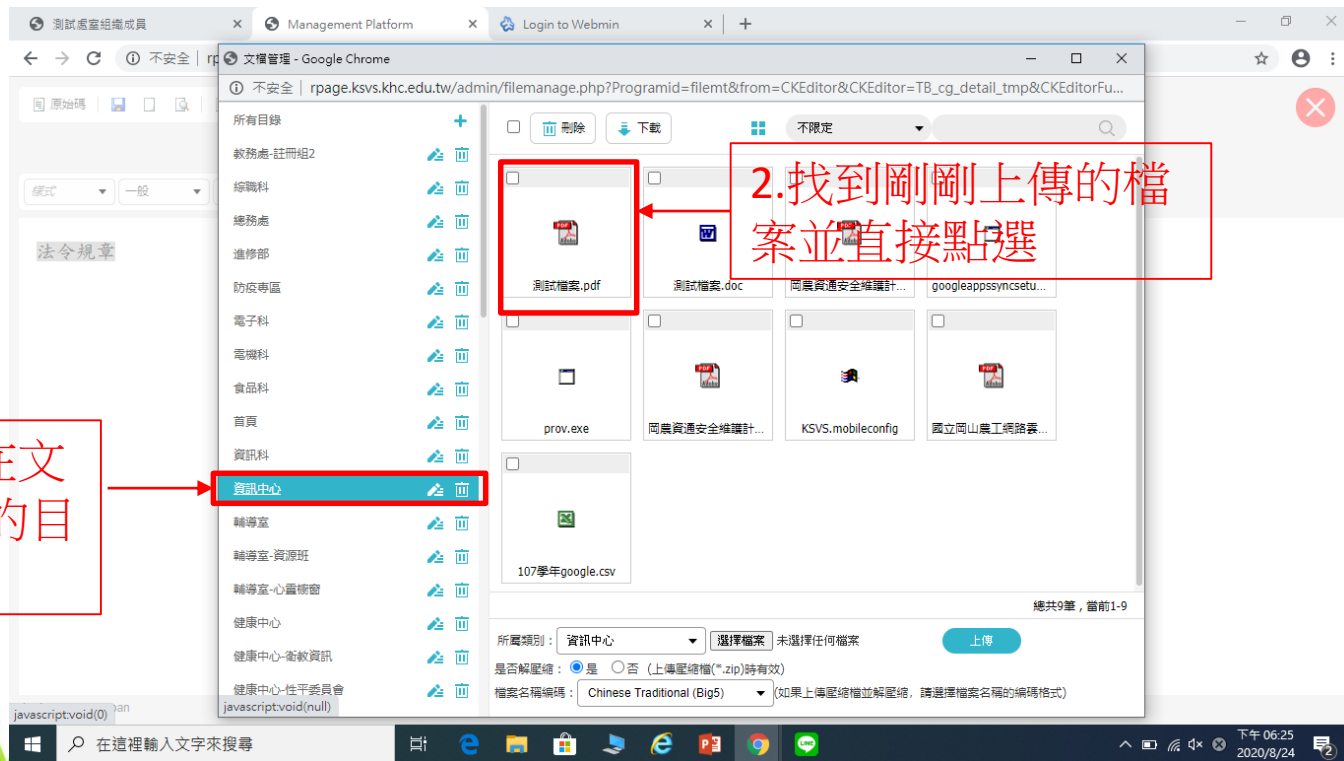 測試處室組織成員
Management Platform
Login to Webmin
不安全
文檔管理 - Google Chrome
不安全 | rpage.ksvs.khc.edu.tw/admin/filemanage.php?Programid=filemt&from=CKEditor&CKEditor=TB_cg_detail_tmp&CKEditorFu...
原始碼
樣式
一般
法令規章
所有目錄
教務處-註冊組2
綜職科
總務處
進修部
防疫專區
電子科
電機科
食品科
首頁
資訊科
資訊中心
輔導室
輔導室-資源班
輔導室-心靈櫥窗
健康中心
健康中心-衛教資訊
健康中心-性平委員會
刪除
下載
不限定
2.找到剛剛上傳的檔
案並直接點選
測試檔案.pdf
測試檔案.doc
岡農資通安全維護計...
googleappssyncsetu...
prov.exe
岡農資通安全維護計...
KSVS.mobileconfig
國立岡山農工網路表...
107學年google.csv
在文
的目
總共9筆 , 當前1-9
所屬類別 : 資訊中心 選擇檔案 未選擇任何檔案 上傳
是否解壓縮 : 是 否 (上傳壓縮檔(*.zip)時有效)
檔案名稱編碼 : Chinese Traditional (Big5) (如果上傳壓縮檔並解壓縮, 請選擇檔案名稱的編碼格式)
javascript:void(0)
javascript:void(null)
在這裡輸入文字來搜尋
下午 06:25
2020/8/24